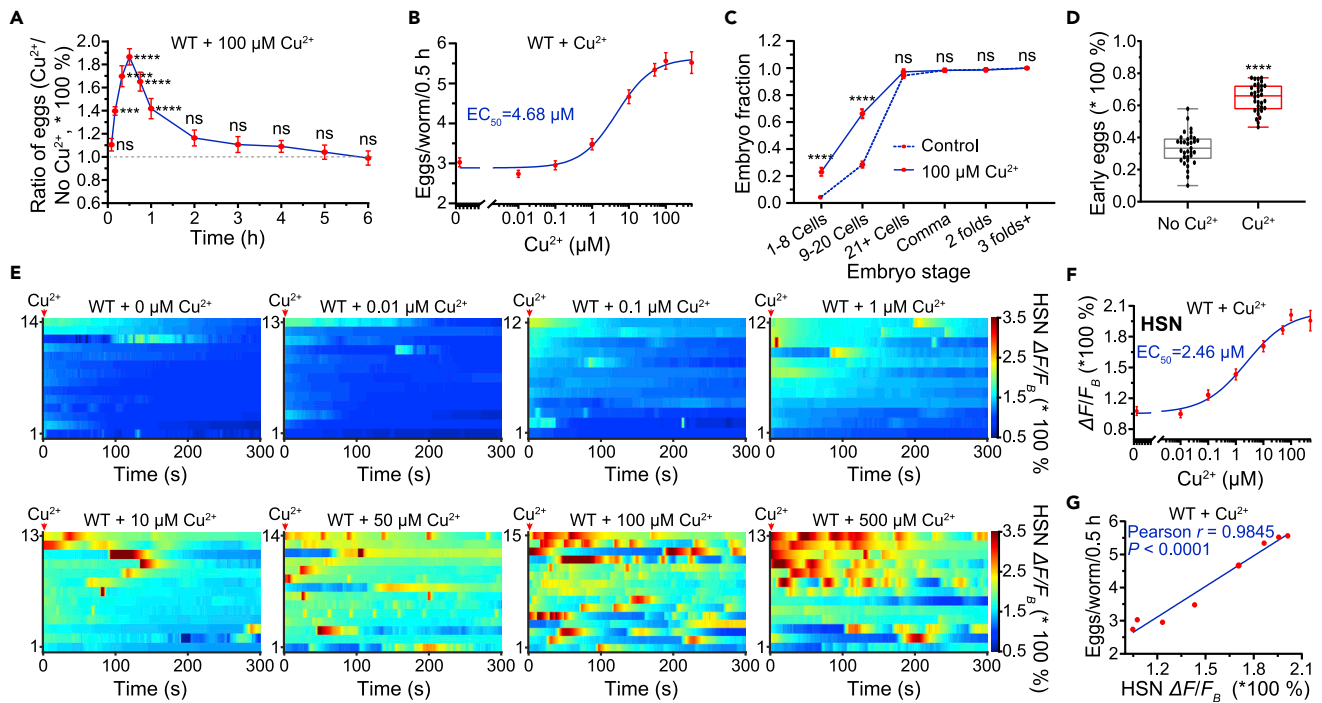 A
WT + 100 µM Cu²⁺
Ratio of eggs (Cu²⁺/
No Cu²⁺, * 100 %)
2.0
1.8
1.6
1.4
1.2
1.0
0.8
0.6
****
****
****
***
****
ns
ns
ns
ns
ns
ns
0 1 2 3 4 5 6
Time (h)
B
WT + Cu²⁺
Eggs/worm/0.5 h
6
5
4
3
2
EC₅₀=4.68 µM
0 0.01 0.1 1 10 100
Cu²⁺ (µM)
C
Embryo fraction
1.2
1.0
0.8
0.6
0.4
0.2
0.0
ns ns ns ns
****
****
Control
100 µM Cu²⁺
1-8 Cells
9-20 Cells
21+ Cells
Comma
2 folds
3 folds+
Embryo stage
D
Early eggs (* 100 %)
1.0
0.8
0.6
0.4
0.2
0.0
****
No Cu²⁺ Cu²⁺
E
Cu²⁺ WT + 0 µM Cu²⁺
14
1
0 100 200 300
Time (s)
Cu²⁺ WT + 0.01 µM Cu²⁺
13
1
0 100 200 300
Time (s)
Cu²⁺ WT + 0.1 µM Cu²⁺
12
1
0 100 200 300
Time (s)
Cu²⁺ WT + 1 µM Cu²⁺
12
1
0 100 200 300
Time (s)
3.5
2.5
1.5
0.5
HSN ΔF/F_B (* 100 %)
Cu²⁺ WT + 10 µM Cu²⁺
13
1
0 100 200 300
Time (s)
Cu²⁺ WT + 50 µM Cu²⁺
14
1
0 100 200 300
Time (s)
Cu²⁺ WT + 100 µM Cu²⁺
15
1
0 100 200 300
Time (s)
Cu²⁺ WT + 500 µM Cu²⁺
13
1
0 100 200 300
Time (s)
3.5
2.5
1.5
0.5
HSN ΔF/F_B (* 100 %)
F
WT + Cu²⁺
HSN
EC₅₀=2.46 µM
ΔF/F_B (*100 %)
2.1
1.8
1.5
1.2
1.2
0.8
0 0.01 0.1 1 10 100
Cu²⁺ (µM)
G
WT + Cu²⁺
Pearson r = 0.9845
P < 0.0001
Eggs/worm/0.5 h
6
5
4
3
2
1.2 1.5 1.8 2.1
HSN ΔF/F_B (*100 %)